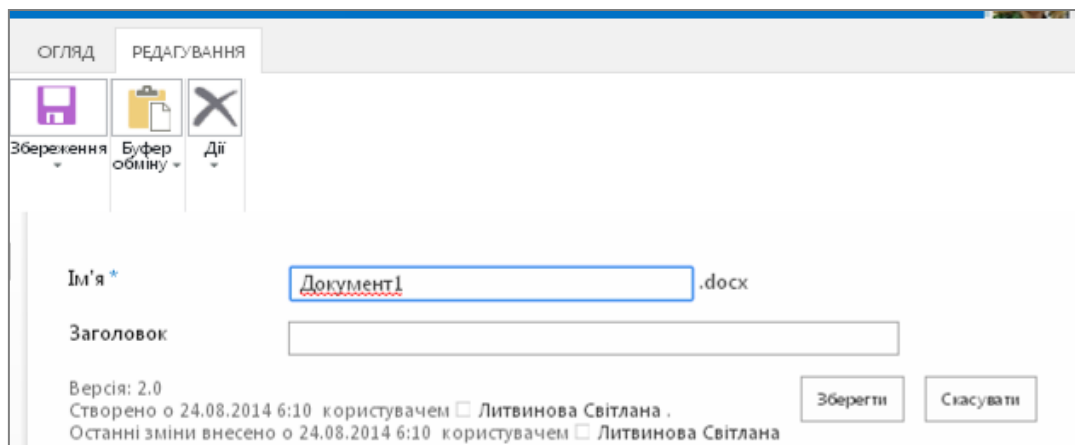 ОГЛЯД РЕДАГУВАННЯ
Збереження Буфер обміну Дії
Ім'я * Документ1 .docx
Заголовок
Версія: 2.0
Створено о 24.08.2014 6:10 користувачем Литвинова Світлана .
Останні зміни внесено о 24.08.2014 6:10 користувачем Литвинова Світлана
Зберегти Скасувати